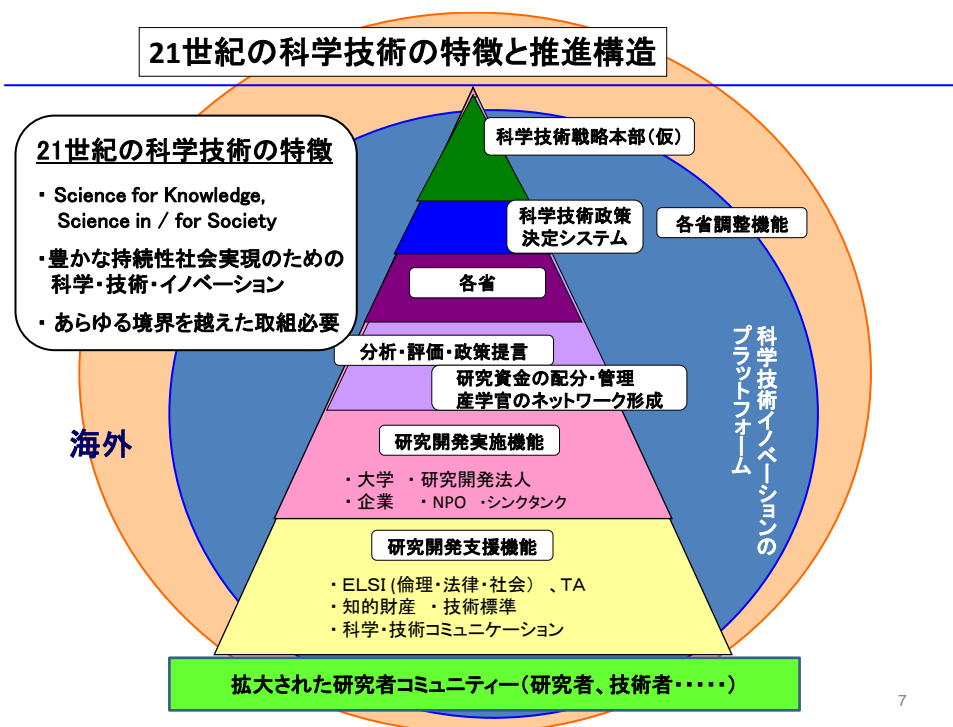 21世紀の科学技術の特徴と推進構造
21世紀の科学技術の特徴
・ Science for Knowledge,
Science in / for Society
・豊かな持続性社会実現のための
科学・技術・イノベーション
・ あらゆる境界を越えた取組必要
科学技術戦略本部（仮）
科学技術政策
決定システム
各省調整機能
各省
分析・評価・政策提言
研究資金の配分・管理
産学官のネットワーク形成
科学技術イノベーションの
プラットフォーム
海外
研究開発実施機能
・ 大学 ・ 研究開発法人
・ 企業 ・ NPO ・シンクタンク
研究開発支援機能
・ ELSI (倫理・法律・社会） 、TA
・ 知的財産 ・ 技術標準
・ 科学・技術コミュニケーション
拡大された研究者コミュニティー（研究者、技術者・・・・・）
7